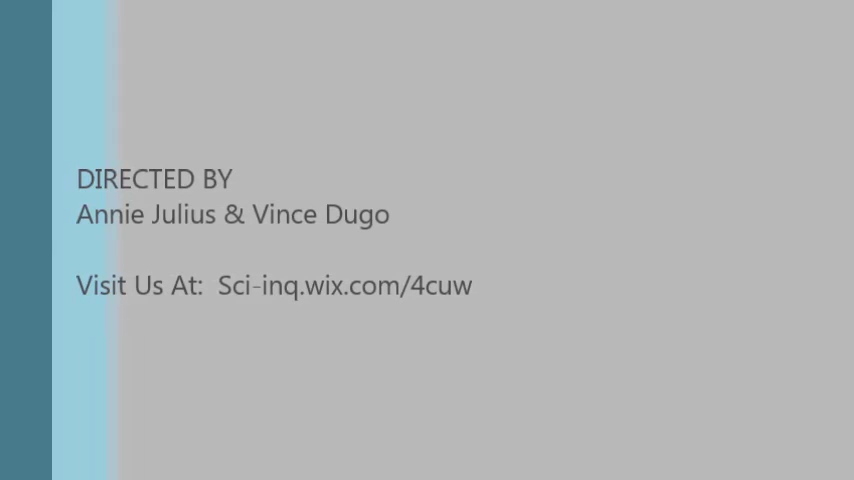 DIRECTED BY
Annie Julius & Vince Dugo
Visit Us At:  Sci-inq.wix.com/4cuw